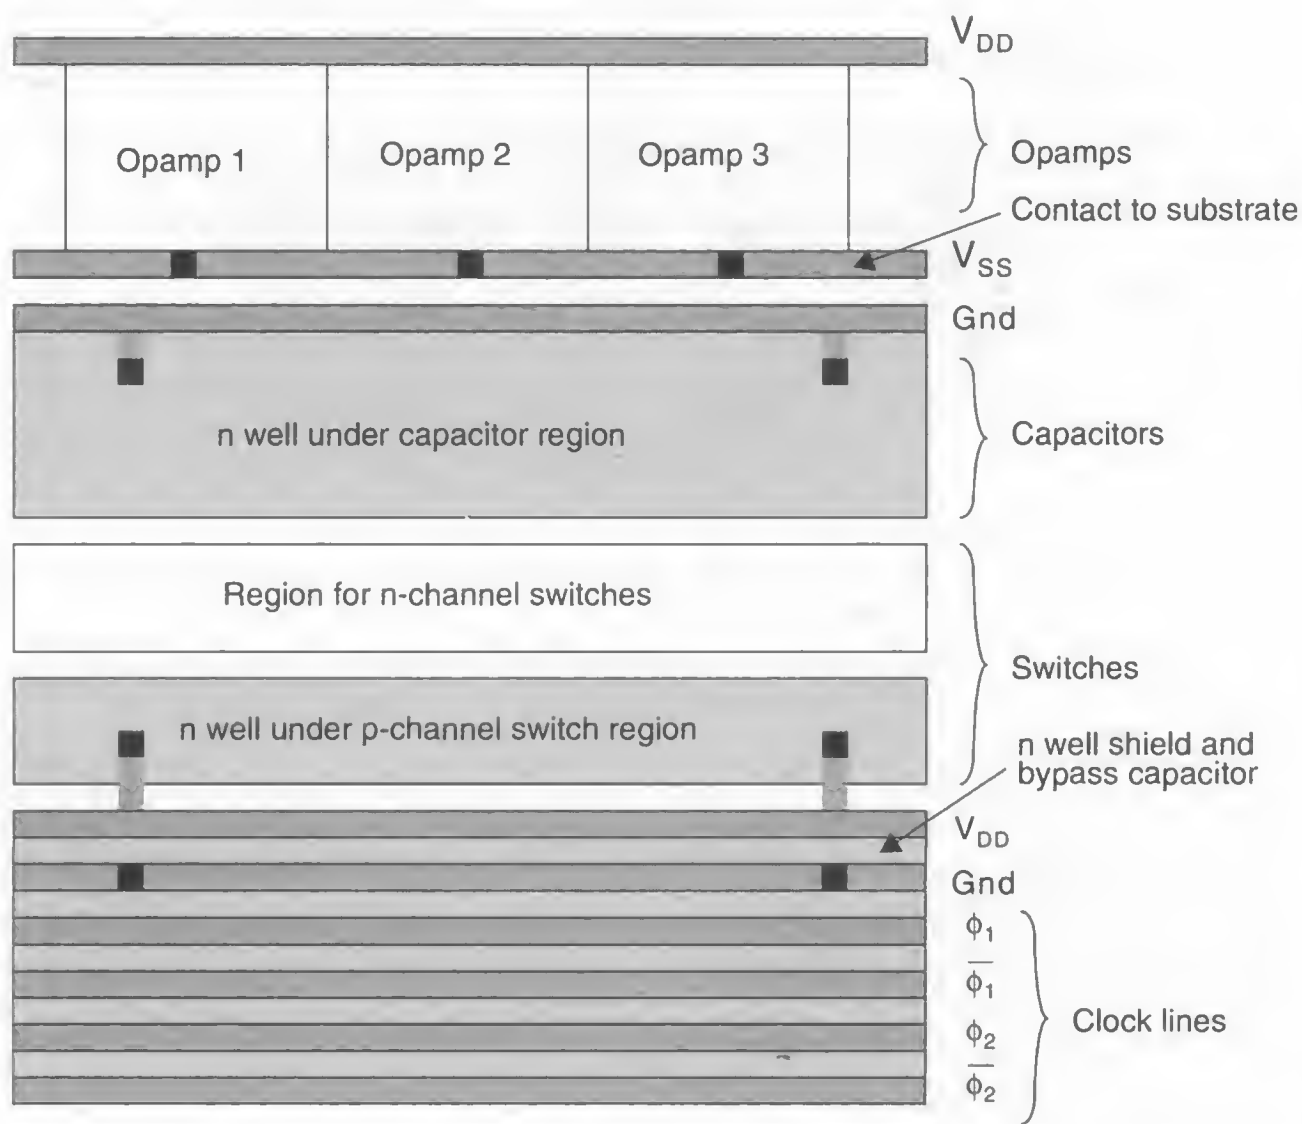 V_DD
Opamp 1
Opamp 2
Opamp 3
Opamps
Contact to substrate
V_SS
Gnd
n well under capacitor region
Capacitors
Region for n-channel switches
Switches
n well under p-channel switch region
n well shield and
bypass capacitor
V_DD
Gnd
ϕ₁
ϕ̅₁
Clock lines
ϕ₂
ϕ̅₂